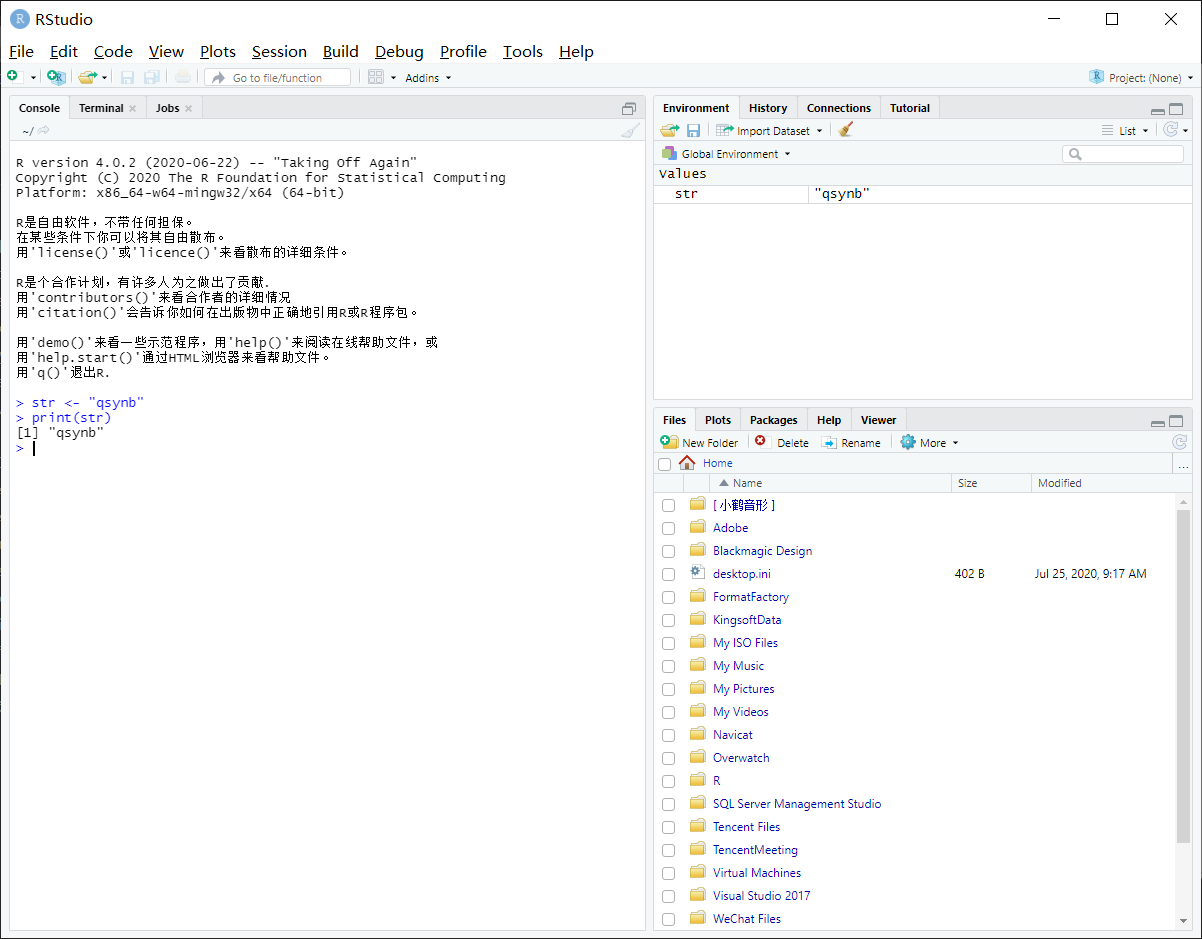 RStudio
File Edit Code View Plots Session Build Debug Profile Tools Help
Go to file/function Addins Project: (None)
Console Terminal Jobs
~/
R version 4.0.2 (2020-06-22) -- "Taking Off Again"
Copyright (C) 2020 The R Foundation for Statistical Computing
Platform: x86_64-w64-mingw32/x64 (64-bit)
R是自由软件，不带任何担保。
在某些条件下你可以将其自由散布。
用'license()'或'licence()'来看散布的详细条件。
R是个合作计划，有许多人为之做出了贡献.
用'contributors()'来看合作者的详细情况
用'citation()'会告诉你如何在出版物中正确地引用R或R程序包。
用'demo()'来看一些示范程序，用'help()'来阅读在线帮助文件，或
用'help.start()'通过HTML浏览器来看帮助文件。
用'q()'退出R.
> str <- "qsynb"
> print(str)
[1] "qsynb"
>
Environment History Connections Tutorial
Import Dataset List
Global Environment
Values
str "qsynb"
Files Plots Packages Help Viewer
New Folder Delete Rename More
Home ...
Name Size Modified
[ 小鹤音形 ]
Adobe
Blackmagic Design
desktop.ini 402 B Jul 25, 2020, 9:17 AM
FormatFactory
KingsoftData
My ISO Files
My Music
My Pictures
My Videos
Navicat
Overwatch
R
SQL Server Management Studio
Tencent Files
TencentMeeting
Virtual Machines
Visual Studio 2017
WeChat Files